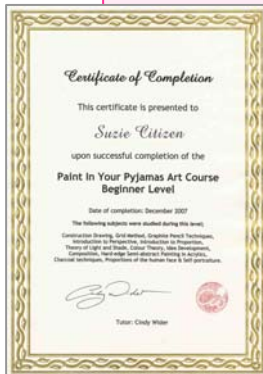 Certificate of Completion
This certificate is presented to
Suzie Citizen
upon successful completion of the
Paint In Your Pyjamas Art Course
Beginner Level
Date of completion: December 2007
The following subjects were studied during this level:
Construction Drawing, Grid Method, Graphite Pencil Techniques,
Introduction to Perspective, Introduction to Proportion,
Theory of Light and Shade, Colour Theory, Idea Development,
Composition, Hard-edge Semi-abstract Painting in Acrylics,
Charcoal techniques, Proportions of the human face & Self-portraiture.
Tutor: Cindy Wider